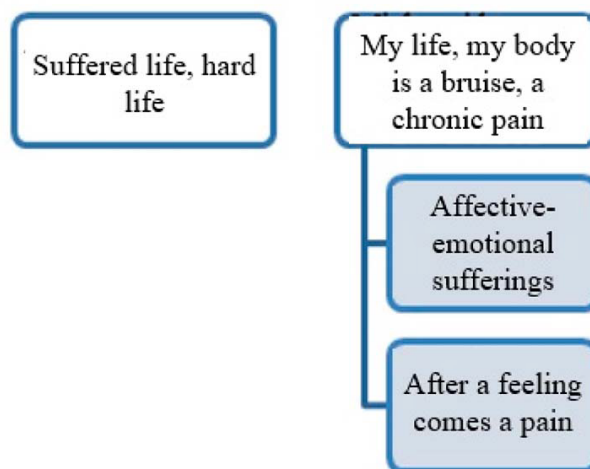 Suffered life, hard
life
My life, my body
is a bruise, a
chronic pain
Affective-
emotional
sufferings
After a feeling
comes a pain